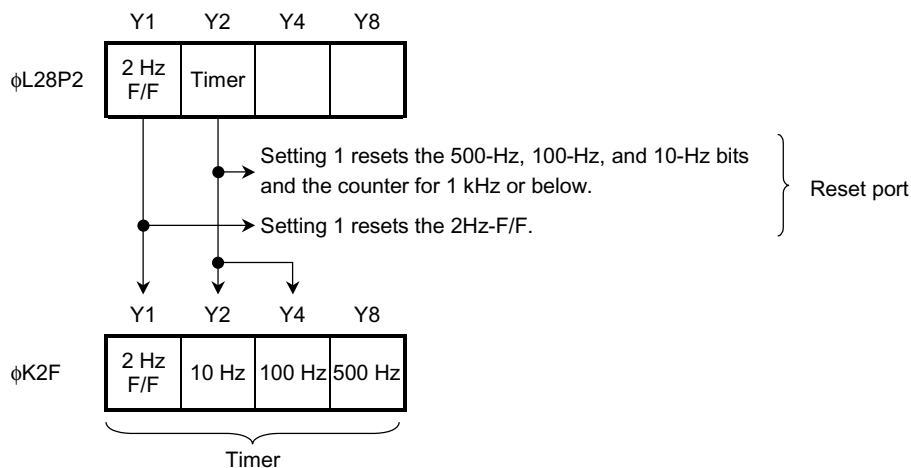 Y1 Y2 Y4 Y8
φL28P2
2 Hz
F/F
Timer
Setting 1 resets the 500-Hz, 100-Hz, and 10-Hz bits
and the counter for 1 kHz or below.
Setting 1 resets the 2Hz-F/F.
Reset port
Y1 Y2 Y4 Y8
φK2F
2 Hz
F/F
10 Hz
100 Hz
500 Hz
Timer